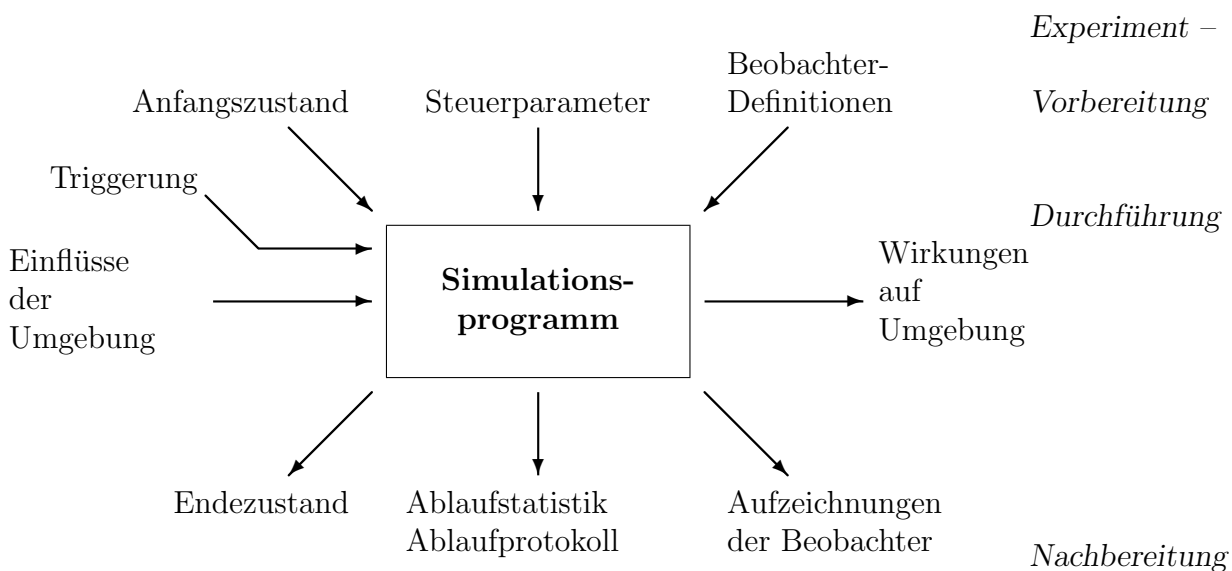 Experiment –
Beobachter-
Definitionen
Anfangszustand
Steuerparameter
Vorbereitung
Triggerung
Durchführung
Einflüsse
der
Umgebung
Simulations-
programm
Wirkungen
auf
Umgebung
Endezustand
Ablaufstatistik
Ablaufprotokoll
Aufzeichnungen
der Beobachter
Nachbereitung